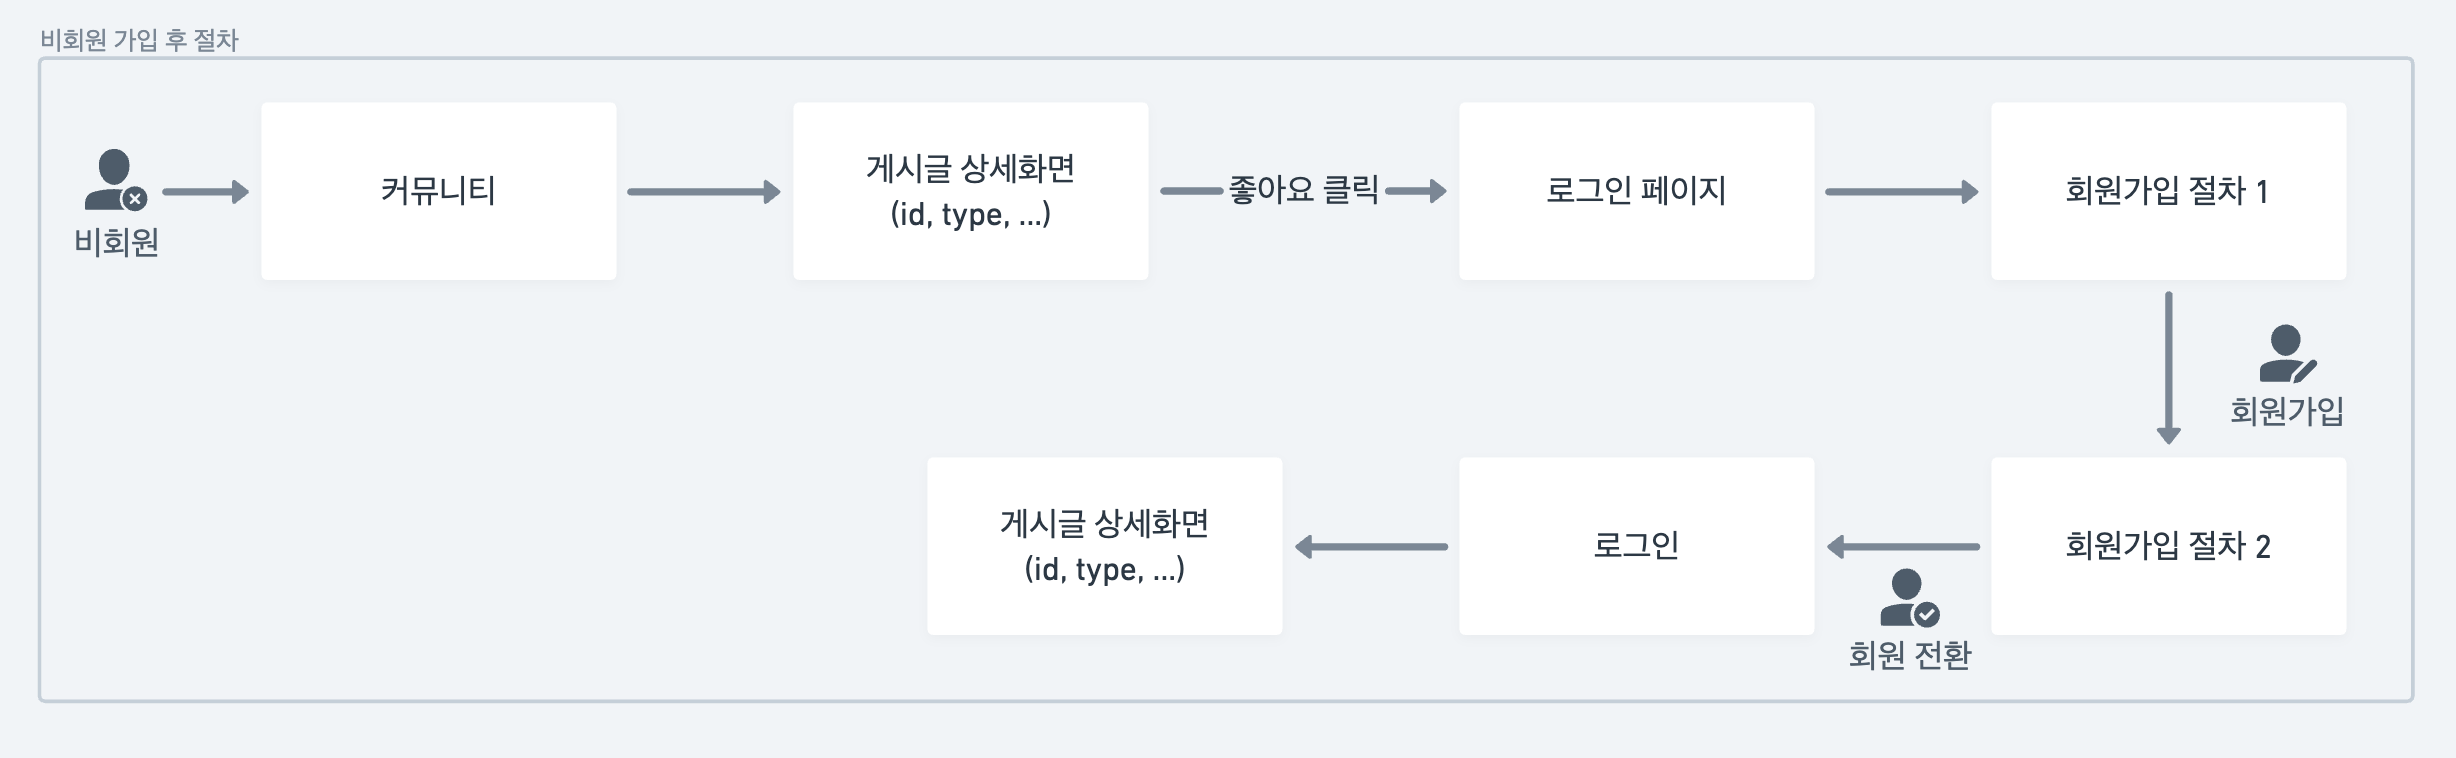 비회원 가입 후 절차
비회원
커뮤니티
게시글 상세화면
(id, type, ...)
좋아요 클릭
로그인 페이지
회원가입 절차 1
회원가입
회원가입 절차 2
회원 전환
로그인
게시글 상세화면
(id, type, ...)